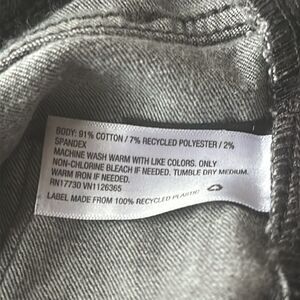 BODY: 91% COTTON / 7% RECYCLED POLYESTER / 2%
SPANDEX
MACHINE WASH WARM WITH LIKE COLORS. ONLY
NON-CHLORINE BLEACH IF NEEDED. TUMBLE DRY MEDIUM.
WARM IRON IF NEEDED.
RN17730 VN1126365
LABEL MADE FROM 100% RECYCLED PLASTIC